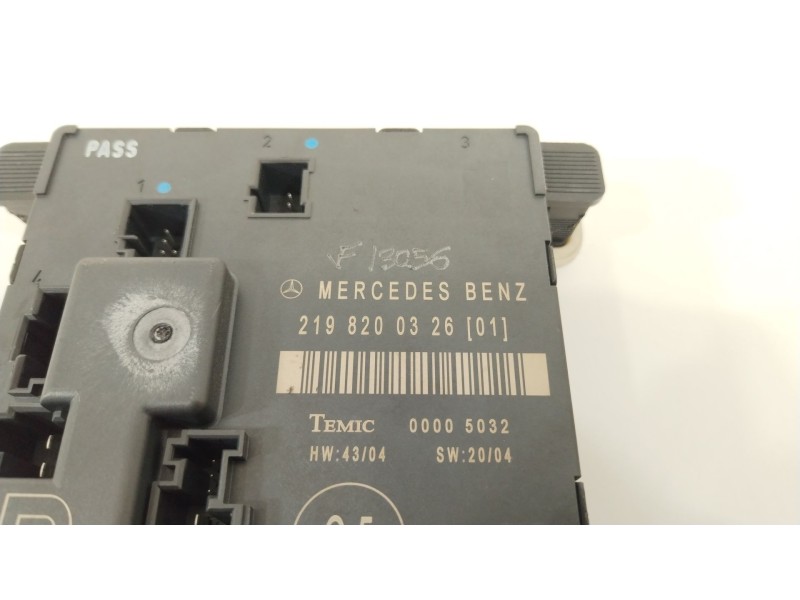 PASS
2
3
1
F 13056
4
MERCEDES BENZ
219 820 03 26 [01]
TEMIC 0000 5032
HW:43/04 SW:20/04